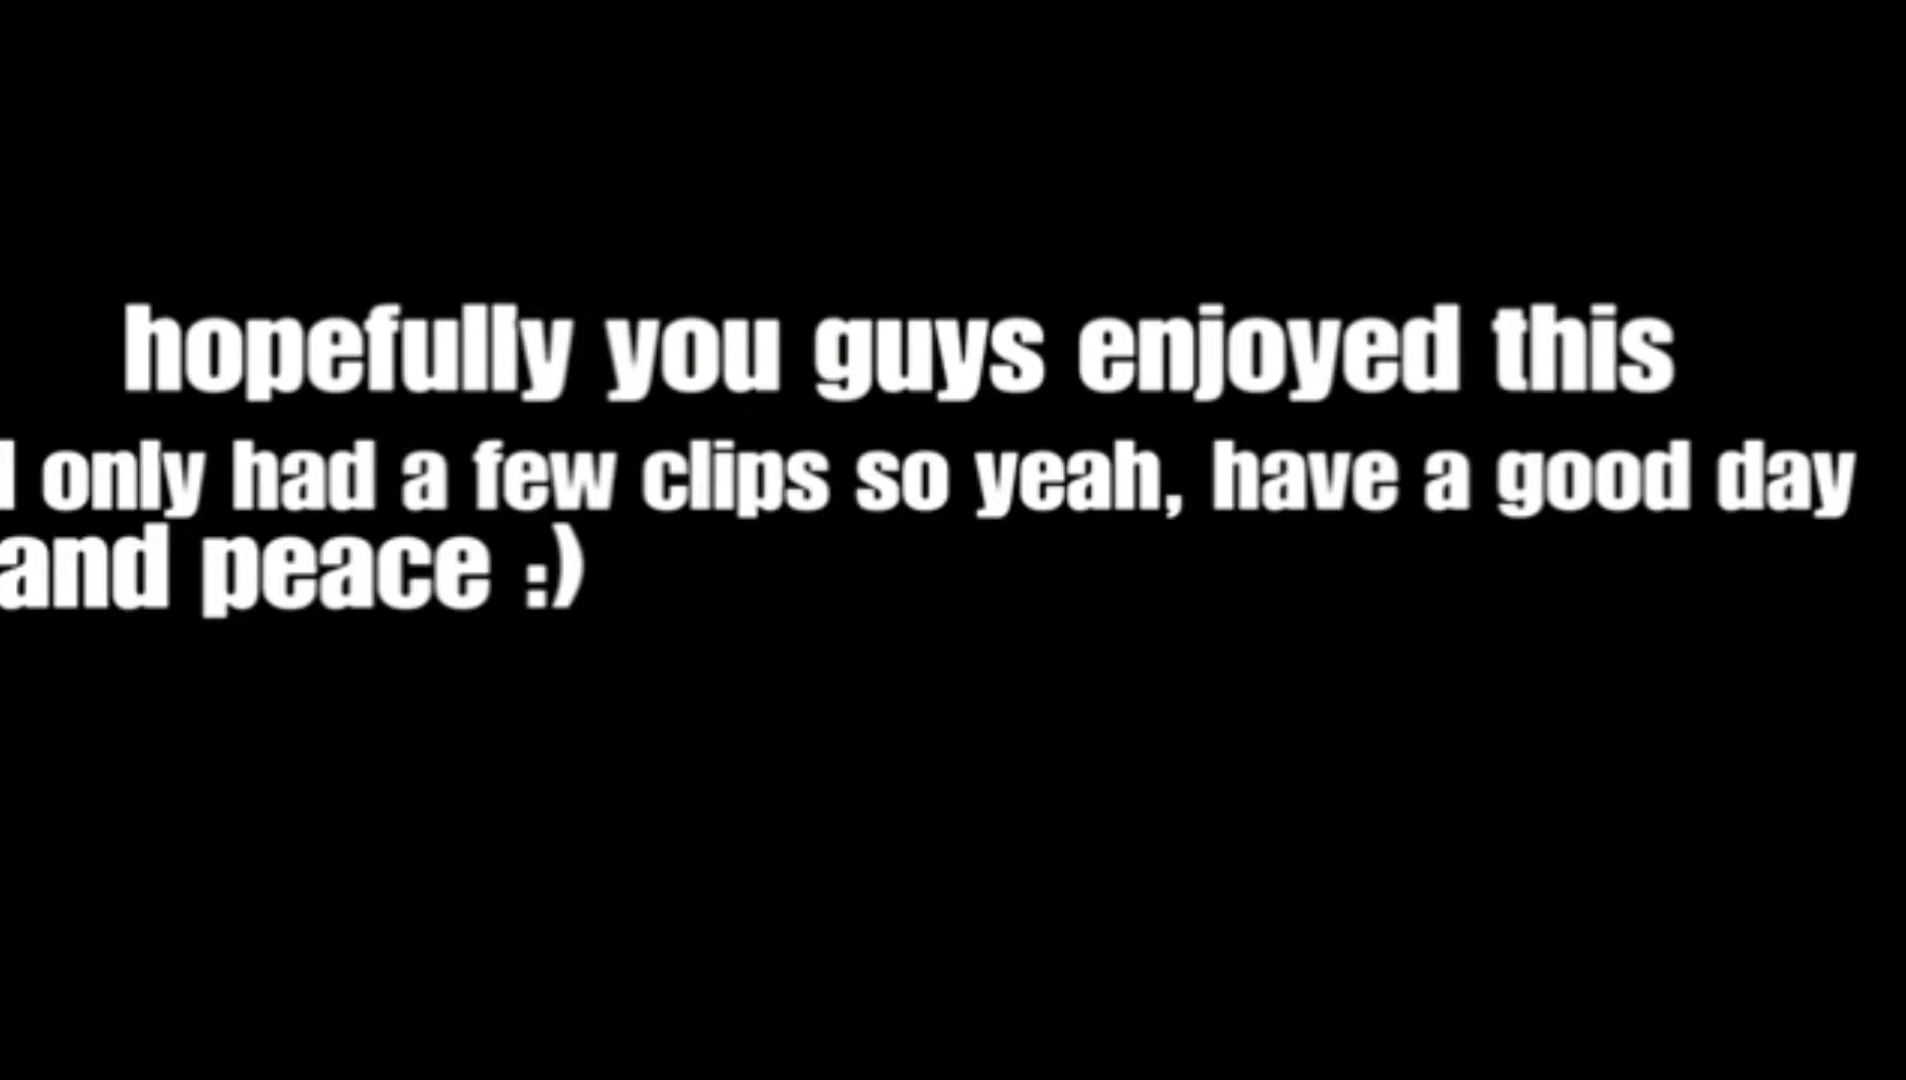 hopefully you guys enjoyed this
I only had a few clips so yeah, have a good day
and peace :)